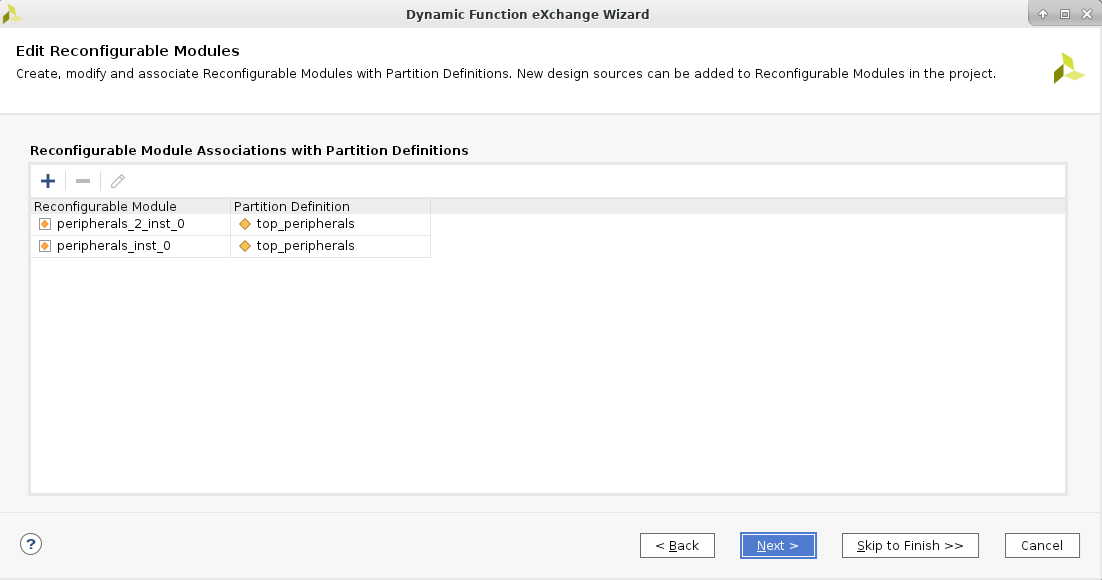 Dynamic Function eXchange Wizard
Edit Reconfigurable Modules
Create, modify and associate Reconfigurable Modules with Partition Definitions. New design sources can be added to Reconfigurable Modules in the project.
Reconfigurable Module Associations with Partition Definitions
Reconfigurable Module Partition Definition
peripherals_2_inst_0 top_peripherals
peripherals_inst_0 top_peripherals
? < Back Next > Skip to Finish >> Cancel